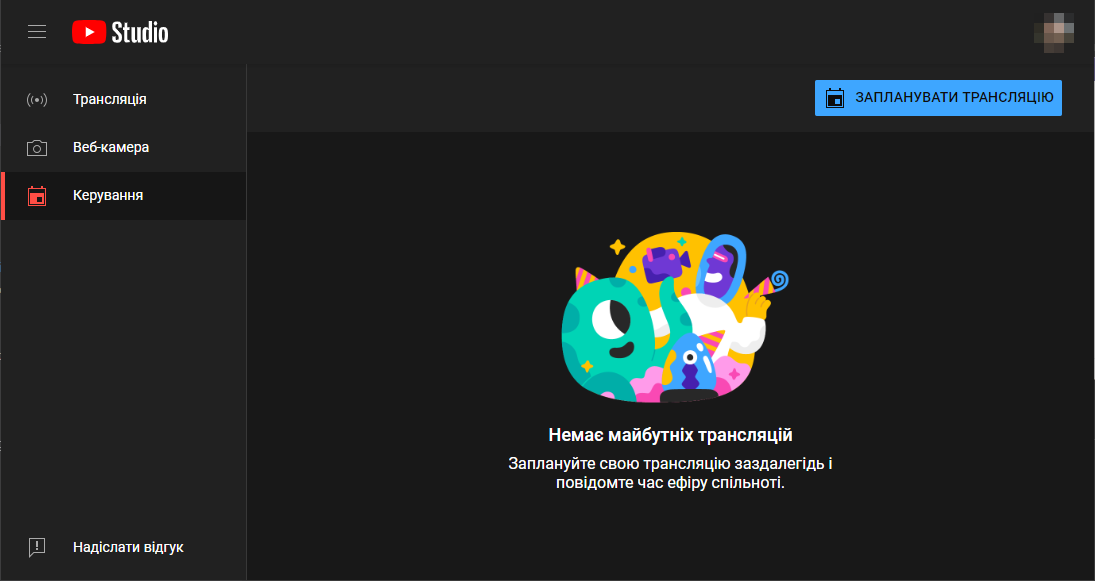 Studio
Трансляція
Веб-камера
Керування
ЗАПЛАНУВАТИ ТРАНСЛЯЦІЮ
Немає майбутніх трансляцій
Заплануйте свою трансляцію заздалегідь і
повідомте час ефіру спільноті.
Надіслати відгук